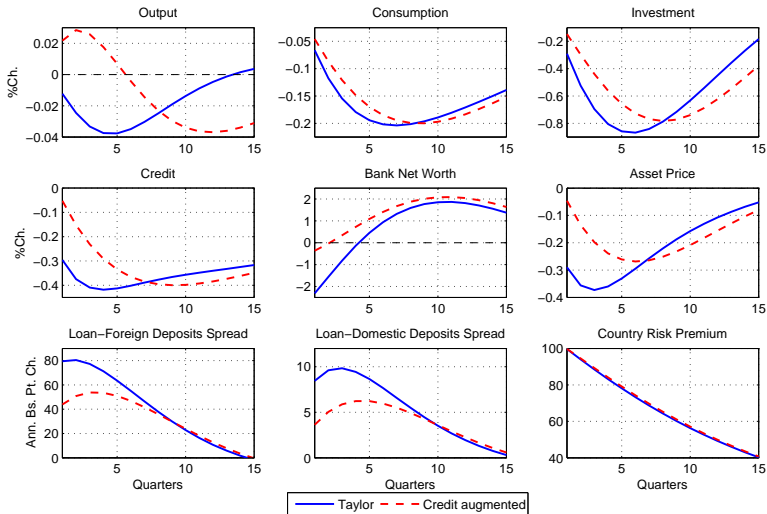 Output
Consumption
Investment
%Ch.
0.02
0
−0.02
−0.04
5 10 15
−0.05
−0.1
−0.15
−0.2
5 10 15
−0.2
−0.4
−0.6
−0.8
5 10 15
Credit
Bank Net Worth
Asset Price
%Ch.
0
−0.1
−0.2
−0.3
−0.4
5 10 15
2
1
0
−1
−2
5 10 15
0
−0.1
−0.2
−0.3
−0.4
5 10 15
Loan−Foreign Deposits Spread
Loan−Domestic Deposits Spread
Country Risk Premium
Ann. Bs. Pt. Ch.
80
60
40
20
0
5 10 15
Quarters
10
5
0
5 10 15
Quarters
100
80
60
40
5 10 15
Quarters
Taylor
Credit augmented